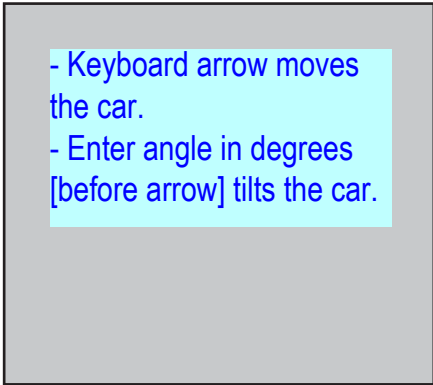 - Keyboard arrow moves
the car.
- Enter angle in degrees
[before arrow] tilts the car.